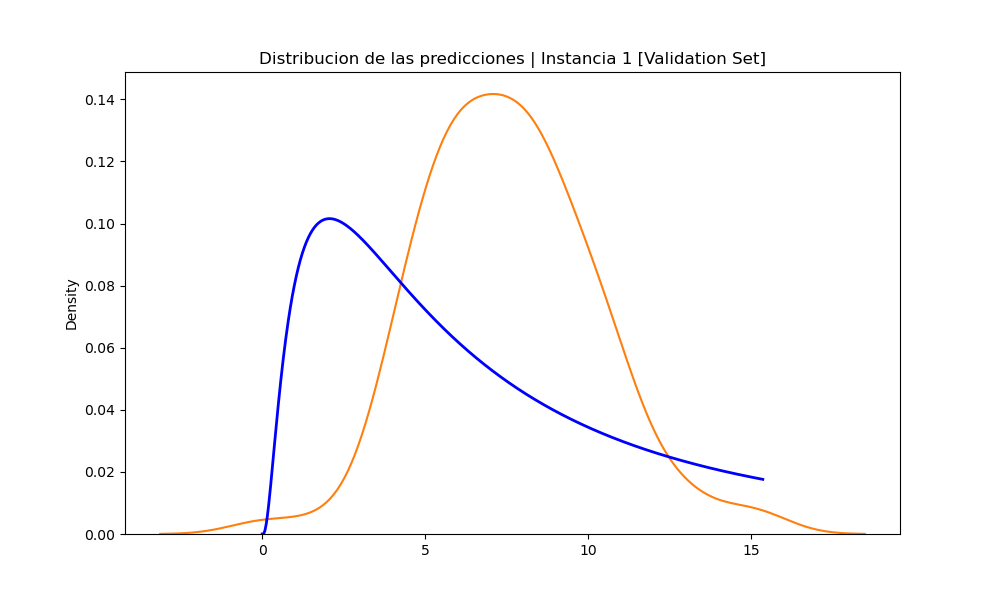 Distribucion de las predicciones | Instancia 1 [Validation Set]
Density
0.14
0.12
0.10
0.08
0.06
0.04
0.02
0.00
0 5 10 15